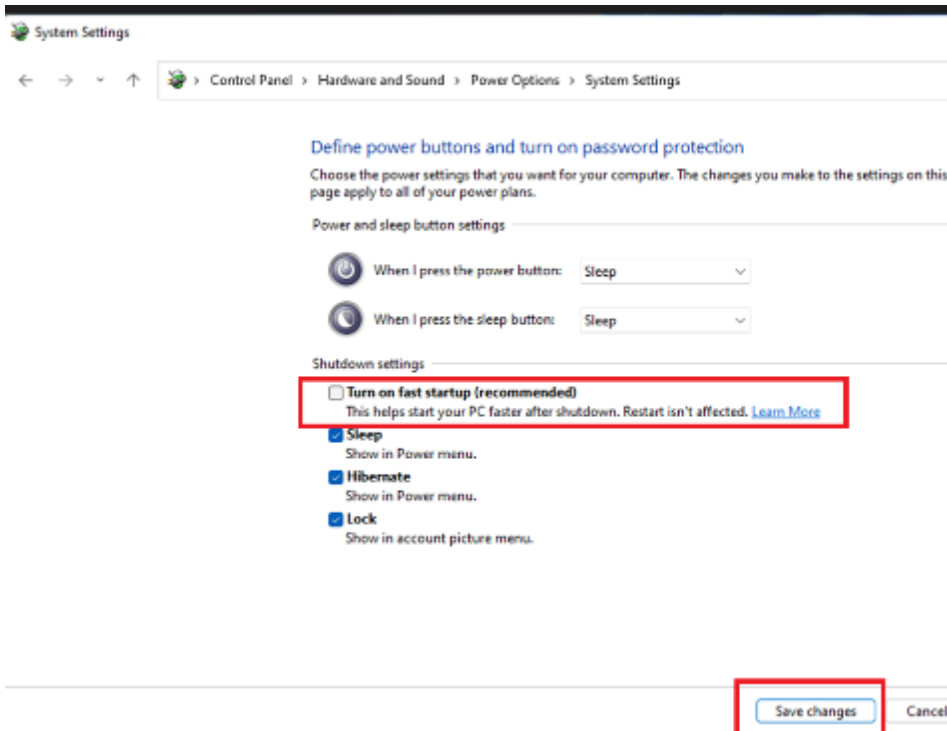 System Settings
Control Panel > Hardware and Sound > Power Options > System Settings
Define power buttons and turn on password protection
Choose the power settings that you want for your computer. The changes you make to the settings on this
page apply to all of your power plans.
Power and sleep button settings
When I press the power button: Sleep
When I press the sleep button: Sleep
Shutdown settings
Turn on fast startup (recommended)
This helps start your PC faster after shutdown. Restart isn't affected. Learn More
Sleep
Show in Power menu.
Hibernate
Show in Power menu.
Lock
Show in account picture menu.
Save changes Cancel